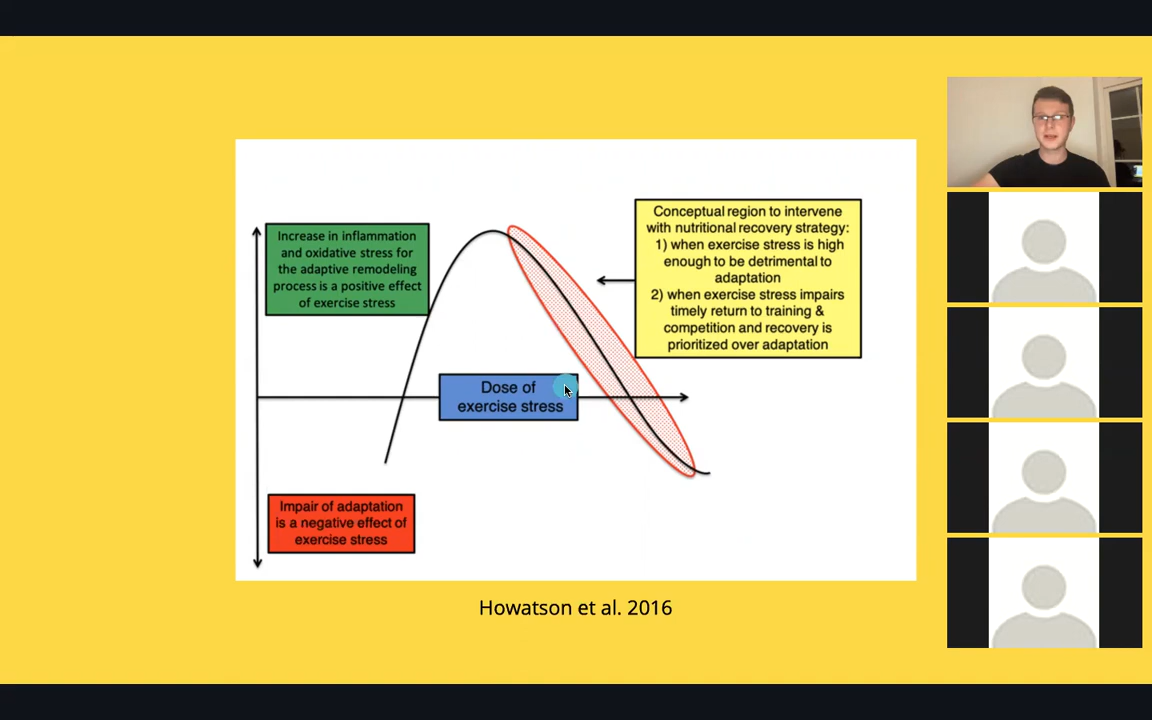 Increase in inflammation
and oxidative stress for
the adaptive remodeling
process is a positive effect
of exercise stress
Conceptual region to intervene
with nutritional recovery strategy:
1) when exercise stress is high
enough to be detrimental to
adaptation
2) when exercise stress impairs
timely return to training &
competition and recovery is
prioritized over adaptation
Dose of
exercise stress
Impair of adaptation
is a negative effect of
exercise stress
Howatson et al. 2016